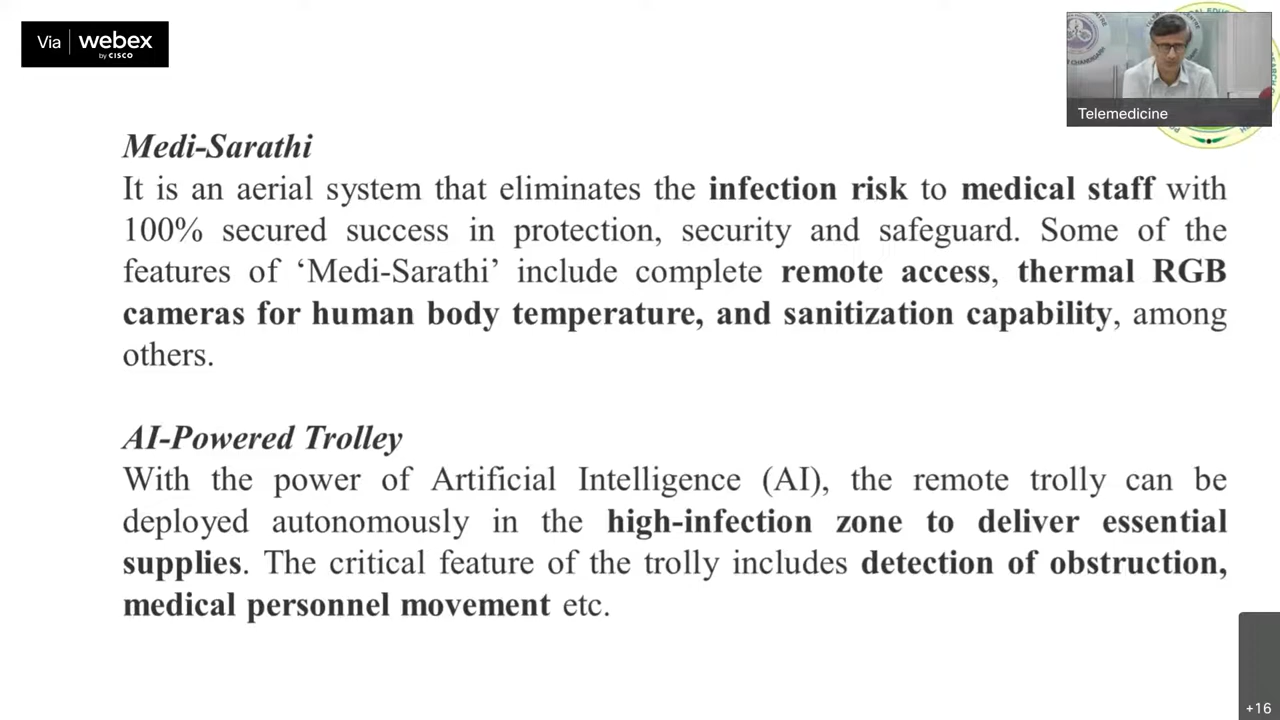 Via webex
by CISCO
Telemedicine
Medi-Sarathi
It is an aerial system that eliminates the infection risk to medical staff with
100% secured success in protection, security and safeguard. Some of the
features of ‘Medi-Sarathi’ include complete remote access, thermal RGB
cameras for human body temperature, and sanitization capability, among
others.
AI-Powered Trolley
With the power of Artificial Intelligence (AI), the remote trolly can be
deployed autonomously in the high-infection zone to deliver essential
supplies. The critical feature of the trolly includes detection of obstruction,
medical personnel movement etc.
+16